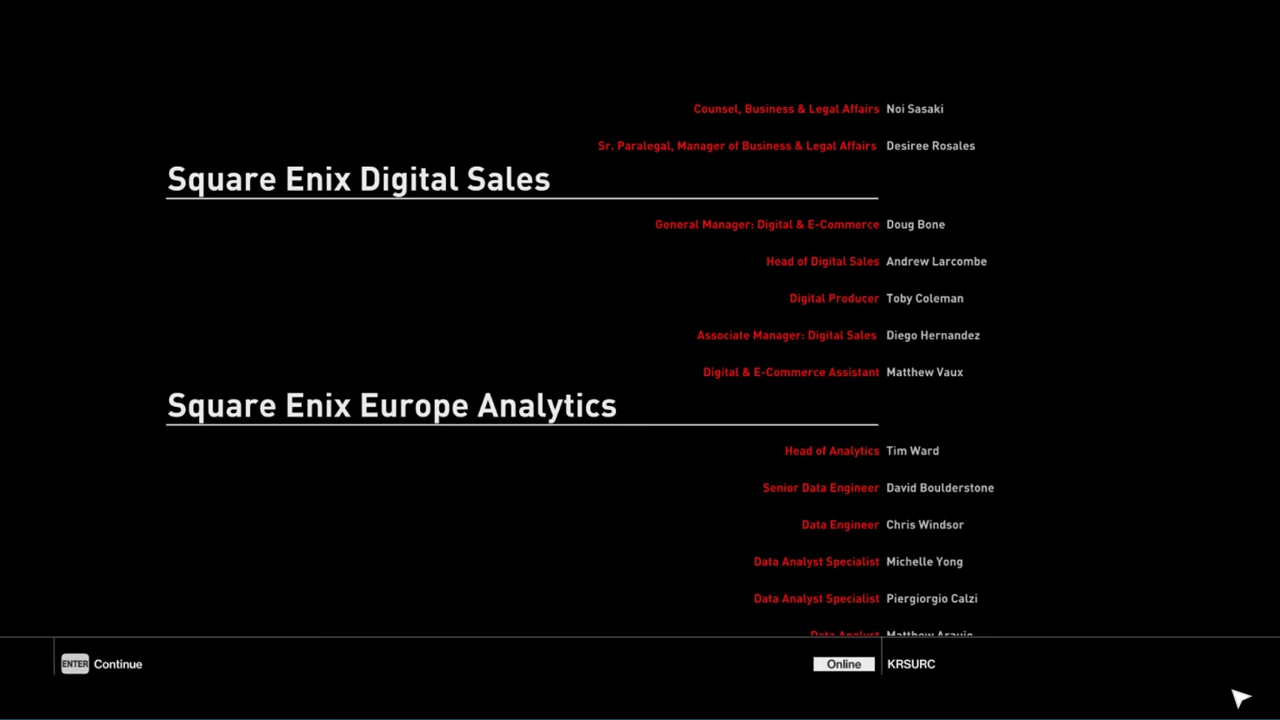 Counsel, Business & Legal Affairs Noi Sasaki
Sr. Paralegal, Manager of Business & Legal Affairs Desiree Rosales
Square Enix Digital Sales
General Manager: Digital & E-Commerce Doug Bone
Head of Digital Sales Andrew Larcombe
Digital Producer Toby Coleman
Associate Manager: Digital Sales Diego Hernandez
Digital & E-Commerce Assistant Matthew Vaux
Square Enix Europe Analytics
Head of Analytics Tim Ward
Senior Data Engineer David Boulderstone
Data Engineer Chris Windsor
Data Analyst Specialist Michelle Yong
Data Analyst Specialist Piergiorgio Calzi
Data Analyst Matthew Araujo
ENTER Continue Online KRSURC